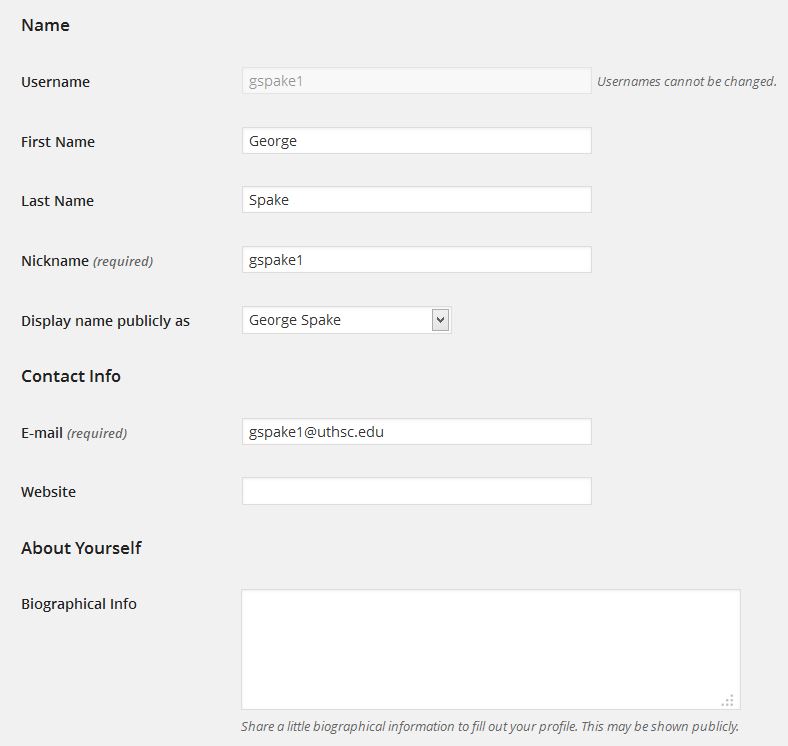 Name
Username gspake1 Usernames cannot be changed.
First Name George
Last Name Spake
Nickname (required) gspake1
Display name publicly as George Spake
Contact Info
E-mail (required) gspake1@uthsc.edu
Website
About Yourself
Biographical Info
Share a little biographical information to fill out your profile. This may be shown publicly.